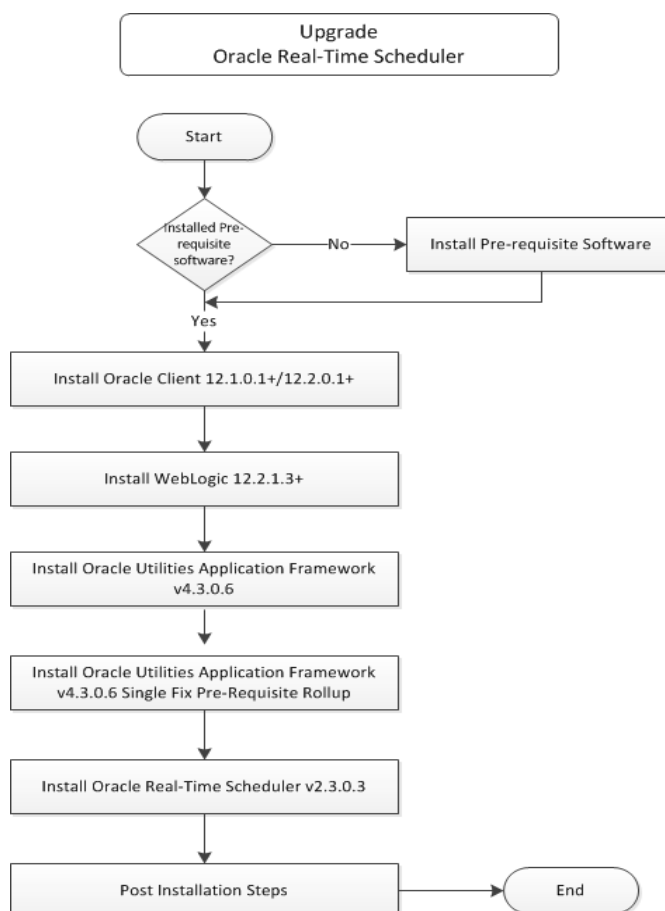 Upgrade
Oracle Real-Time Scheduler
Start
Installed Pre-
requisite
software?
No
Install Pre-requisite Software
Yes
Install Oracle Client 12.1.0.1+/12.2.0.1+
Install WebLogic 12.2.1.3+
Install Oracle Utilities Application Framework
v4.3.0.6
Install Oracle Utilities Application Framework
v4.3.0.6 Single Fix Pre-Requisite Rollup
Install Oracle Real-Time Scheduler v2.3.0.3
Post Installation Steps
End